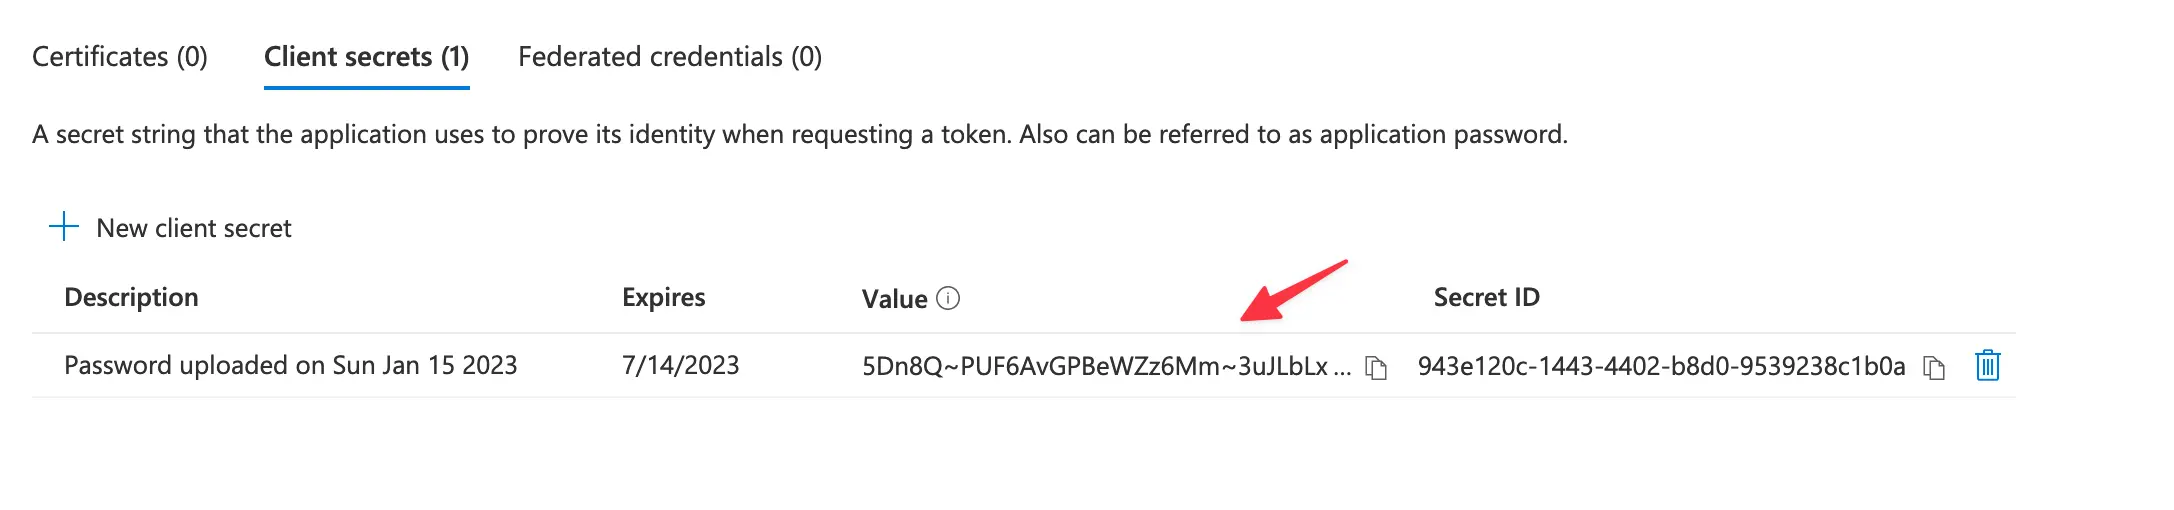 Certificates (0) Client secrets (1) Federated credentials (0)
A secret string that the application uses to prove its identity when requesting a token. Also can be referred to as application password.
New client secret
Description Expires Value Secret ID
Password uploaded on Sun Jan 15 2023 7/14/2023 5Dn8Q~PUF6AvGPBeWZz6Mm~3uJLbLx ... 943e120c-1443-4402-b8d0-9539238c1b0a